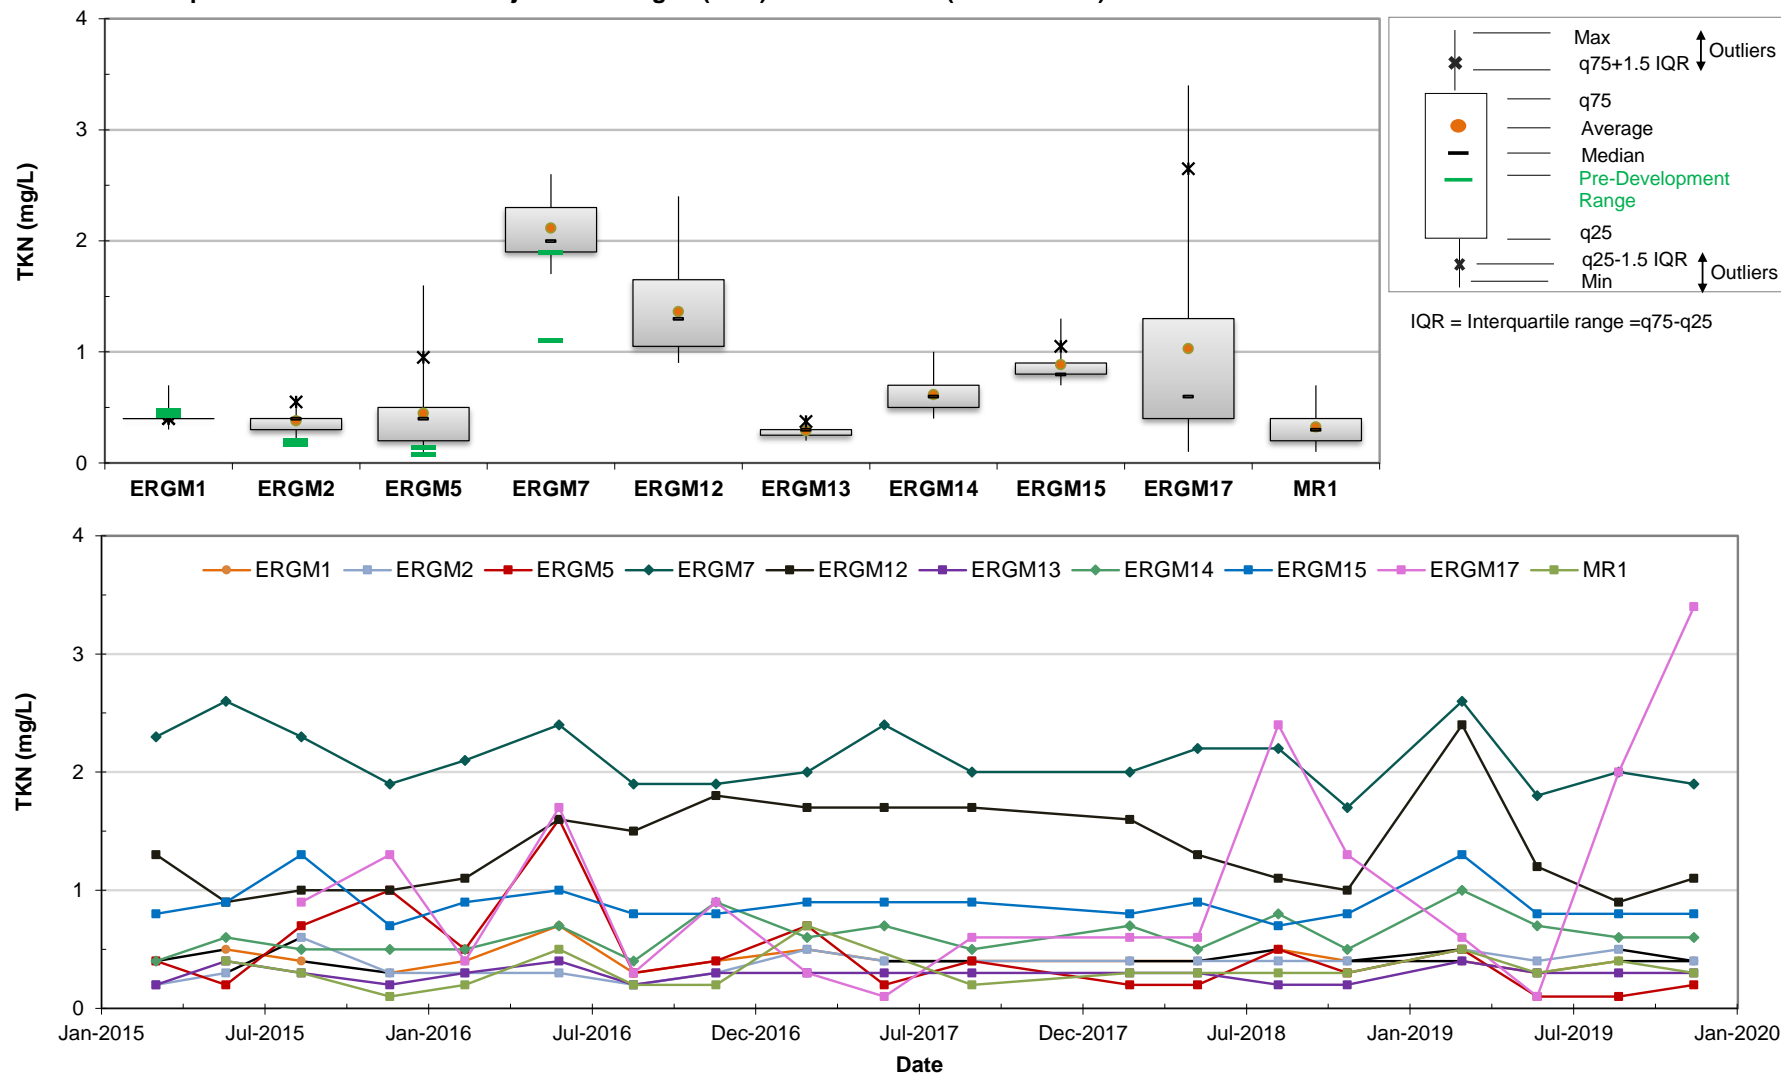 4
3
2
1
0
TKN (mg/L)
ERGM1 ERGM2 ERGM5 ERGM7 ERGM12 ERGM13 ERGM14 ERGM15 ERGM17 MR1
Max
q75+1.5 IQR
Outliers
q75
Average
Median
Pre-Development
Range
q25
q25-1.5 IQR
Min
Outliers
IQR = Interquartile range =q75-q25
4
3
2
1
0
TKN (mg/L)
ERGM1 ERGM2 ERGM5 ERGM7 ERGM12 ERGM13 ERGM14 ERGM15 ERGM17 MR1
Jan-2015 Jul-2015 Jan-2016 Jul-2016 Dec-2016 Jul-2017 Dec-2017 Jul-2018 Jan-2019 Jul-2019 Jan-2020
Date